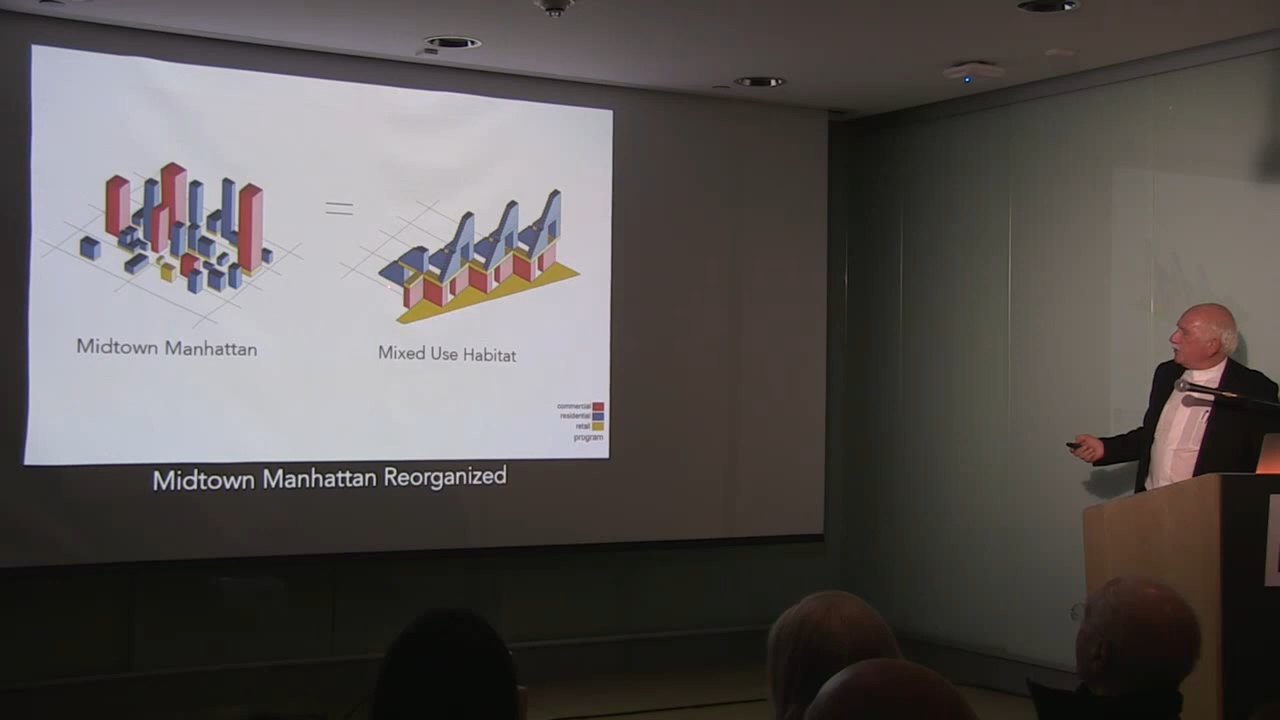 Midtown Manhattan
=
Mixed Use Habitat
commercial
residential
retail
program
Midtown Manhattan Reorganized